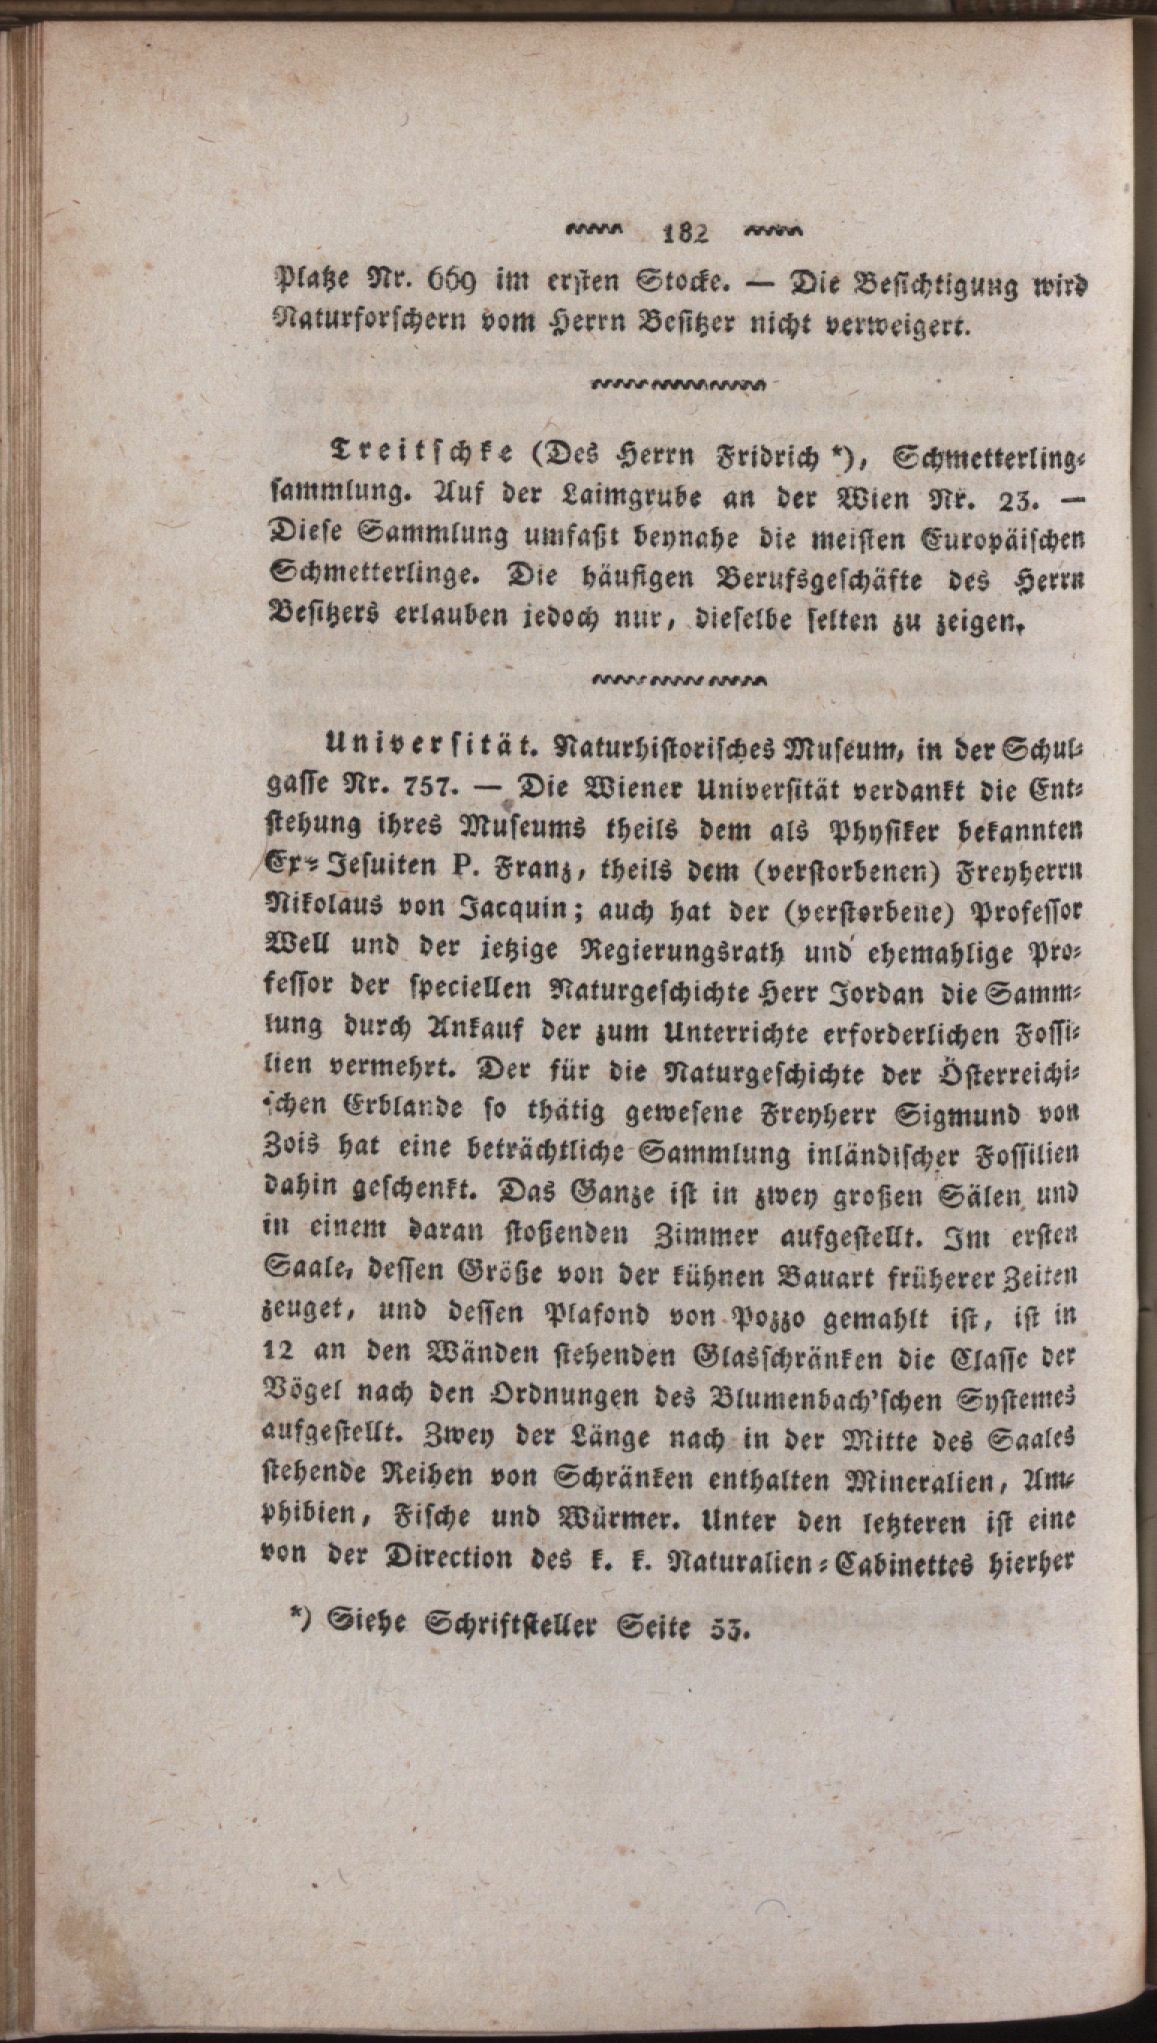 182
Platze Nr. 669 im ersten Stocke. — Die Besichtigung wird
Naturforschern vom Herrn Besitzer nicht verweigert.
Treitschke (Des Herrn Fridrich *), Schmetterling-
sammlung. Auf der Laimgrube an der Wien Nr. 23. —
Diese Sammlung umfaßt beynahe die meisten Europäischen
Schmetterlinge. Die häufigen Berufsgeschäfte des Herrn
Besitzers erlauben jedoch nur, dieselbe selten zu zeigen.
Universität. Naturhistorisches Museum, in der Schul-
gasse Nr. 757. — Die Wiener Universität verdankt die Ent-
stehung ihres Museums theils dem als Physiker bekannten
Ex-Jesuiten P. Franz, theils dem (verstorbenen) Freyherrn
Nikolaus von Jacquin; auch hat der (verstorbene) Professor
Well und der jetzige Regierungsrath und ehemahlige Pro-
fessor der speciellen Naturgeschichte Herr Jordan die Samm-
lung durch Ankauf der zum Unterrichte erforderlichen Fossi-
lien vermehrt. Der für die Naturgeschichte der Österreichi-
schen Erblande so thätig gewesene Freyherr Sigmund von
Zois hat eine beträchtliche Sammlung inländischer Fossilien
dahin geschenkt. Das Ganze ist in zwey großen Sälen und
in einem daran stoßenden Zimmer aufgestellt. Im ersten
Saale, dessen Größe von der kühnen Bauart früherer Zeiten
zeuget, und dessen Plafond von Pozzo gemahlt ist, ist in
12 an den Wänden stehenden Glasschränken die Classe der
Vögel nach den Ordnungen des Blumenbach'schen Systemes
aufgestellt. Zwey der Länge nach in der Mitte des Saales
stehende Reihen von Schränken enthalten Mineralien, Am-
phibien, Fische und Würmer. Unter den letzteren ist eine
von der Direction des k. k. Naturalien-Cabinettes hierher
*) Siehe Schriftsteller Seite 53.